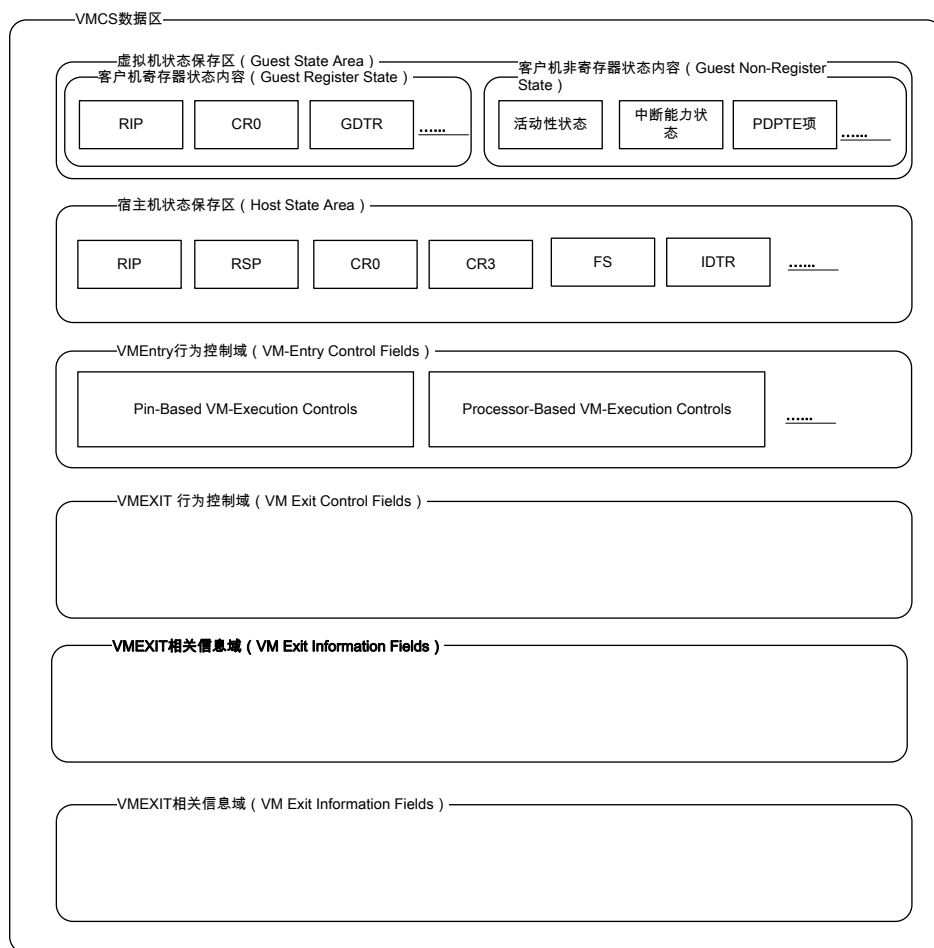 VMCS数据区
虚拟机状态保存区（Guest State Area）
客户机寄存器状态内容（Guest Register State）
RIP
CR0
GDTR
......
客户机非寄存器状态内容（Guest Non-Register
State）
活动性状态
中断能力状
态
PDPTE项
......
宿主机状态保存区（Host State Area）
RIP
RSP
CR0
CR3
FS
IDTR
......
VMEntry行为控制域（VM-Entry Control Fields）
Pin-Based VM-Execution Controls
Processor-Based VM-Execution Controls
......
VMEXIT 行为控制域（VM Exit Control Fields）
VMEXIT相关信息域（VM Exit Information Fields）
VMEXIT相关信息域（VM Exit Information Fields）